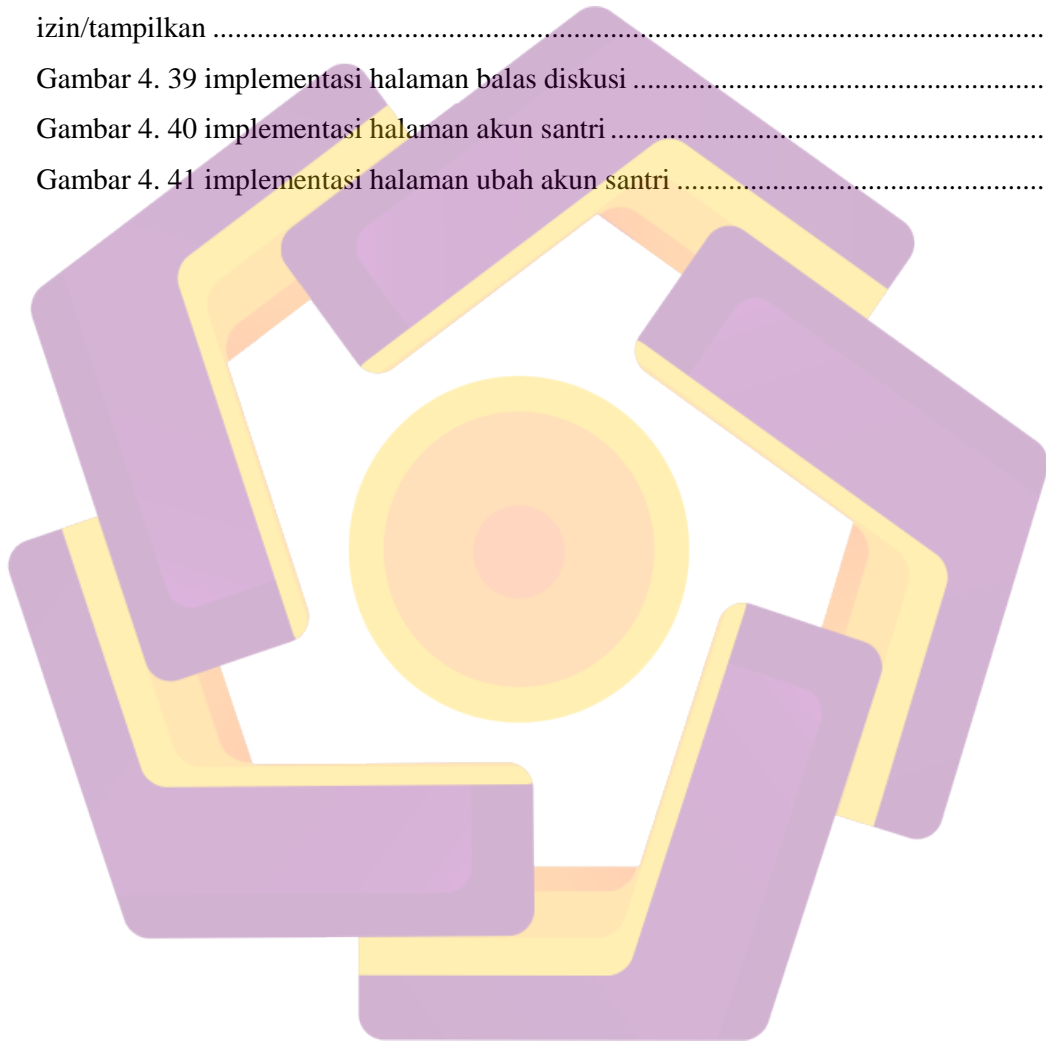 izin/tampilkan ..................................................................................................................
Gambar 4. 39 implementasi halaman balas diskusi ........................................................
Gambar 4. 40 implementasi halaman akun santri ...........................................................
Gambar 4. 41 implementasi halaman ubah akun santri ..................................................